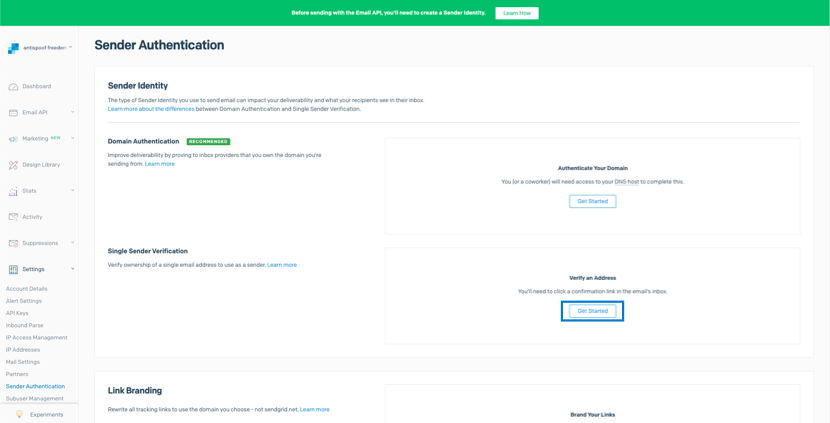 Before sending with the Email API, you'll need to create a Sender Identity. Learn Now
antispoof freedom
Sender Authentication
Dashboard
Email API
Marketing NEW
Design Library
Stats
Activity
Suppressions
Settings
Account Details
Alert Settings
API Keys
Inbound Parse
IP Access Management
IP Addresses
Mail Settings
Partners
Sender Authentication
Subuser Management
Experiments
Sender Identity
The type of Sender Identity you use to send email can impact your deliverability and what your recipients see in their inbox.
Learn more about the differences between Domain Authentication and Single Sender Verification.
Domain Authentication RECOMMENDED
Improve deliverability by proving to inbox providers that you own the domain you're
sending from. Learn more
Authenticate Your Domain
You (or a coworker) will need access to your DNS host to complete this.
Get Started
Single Sender Verification
Verify ownership of a single email address to use as a sender. Learn more
Verify an Address
You'll need to click a confirmation link in the email's inbox.
Get Started
Link Branding
Rewrite all tracking links to use the domain you choose - not sendgrid.net. Learn more
Brand Your Links